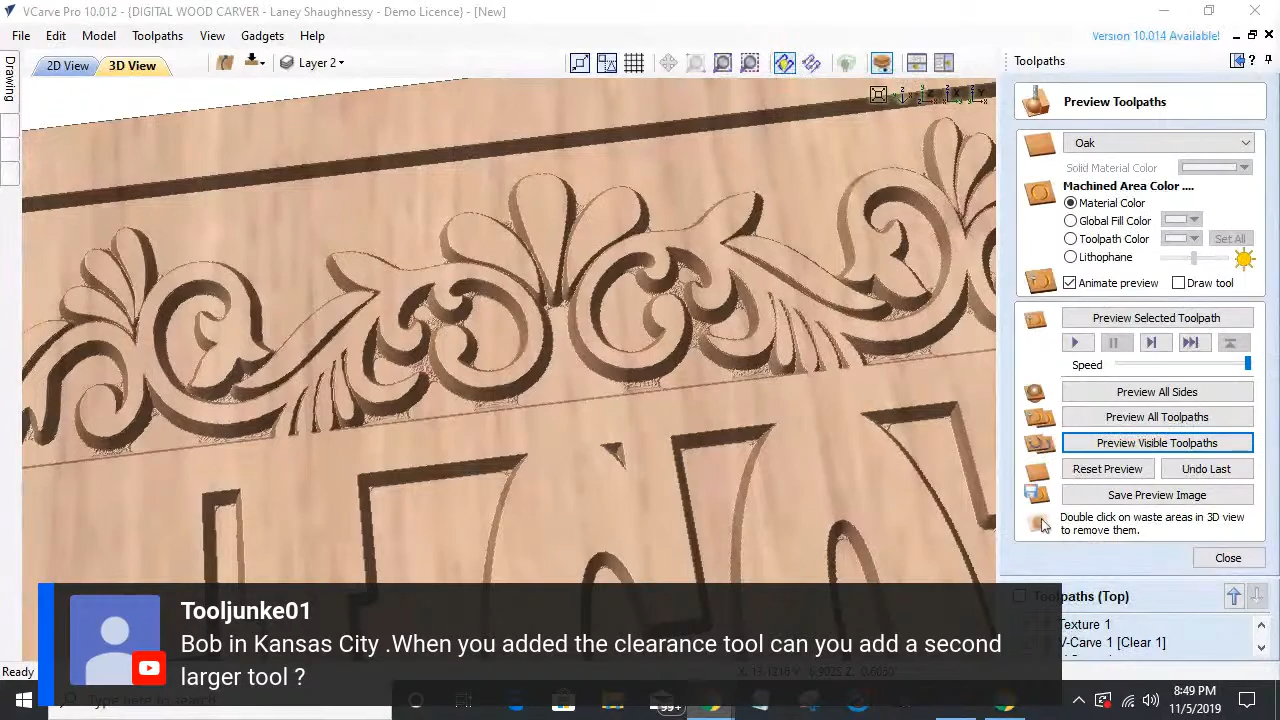 VCarve Pro 10.012 - {DIGITAL WOOD CARVER - Laney Shaughnessy - Demo Licence} - [New]
File Edit Model Toolpaths View Gadgets Help
Version 10.014 Available!
Drawing
2D View
3D View
Layer 2
Toolpaths
Preview Toolpaths
Oak
Solid Material Color
Machined Area Color ....
Material Color
Global Fill Color
Toolpath Color
Set All
Lithophane
Animate preview
Draw tool
Preview Selected Toolpath
Speed
Preview All Sides
Preview All Toolpaths
Preview Visible Toolpaths
Reset Preview
Undo Last
Save Preview Image
Double click on waste areas in 3D view
to remove them.
Close
Toolpaths (Top)
Texture 1
V-Carve 1 [Clear 1]
Ready
Tooljunke01
Bob in Kansas City .When you added the clearance tool can you add a second
larger tool ?
Type here to search
99+
8:49 PM
11/5/2019